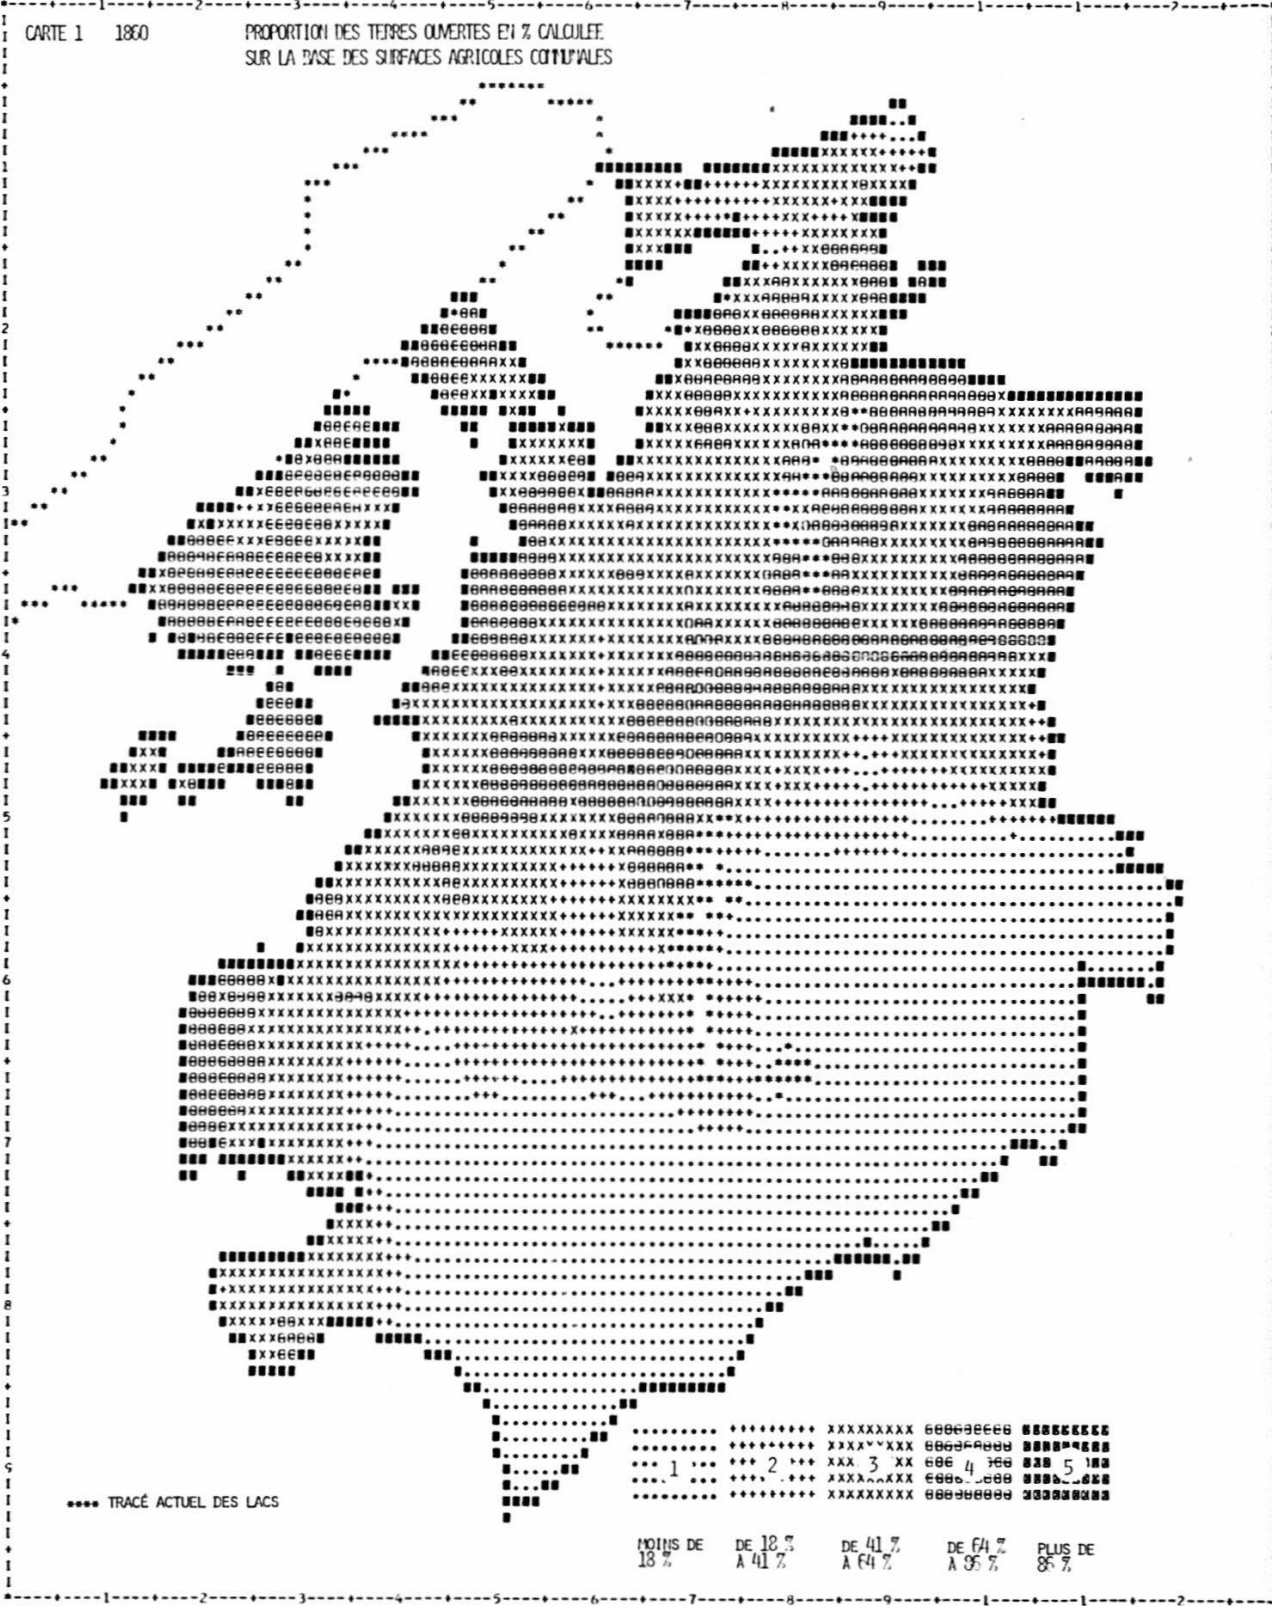 CARTE 1 1860
PROPORTION DES TERRES OUVERTES EN % CALCULEE
SUR LA BASE DES SURFACES AGRICOLES COMMUNALES
1 2 3 4 5
**** TRACÉ ACTUEL DES LACS
MOINS DE 18 %
DE 18 % A 41 %
DE 41 % A 64 %
DE 64 % A 86 %
PLUS DE 86 %